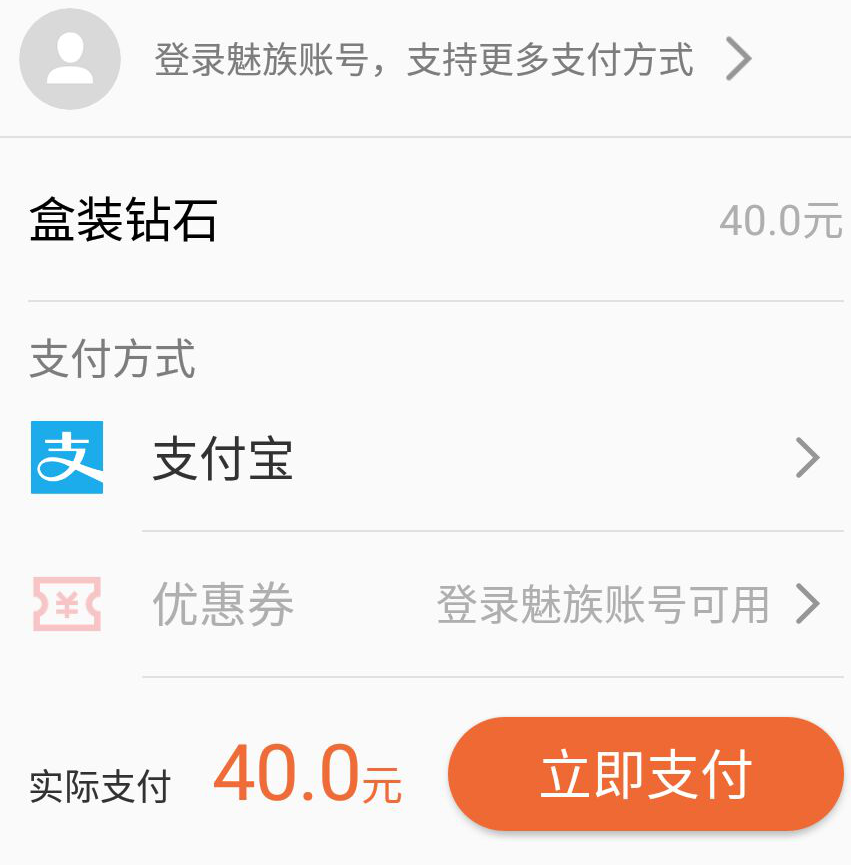 登录魅族账号，支持更多支付方式
盒装钻石 40.0元
支付方式
支 支付宝
¥ 优惠券 登录魅族账号可用
实际支付 40.0元 立即支付